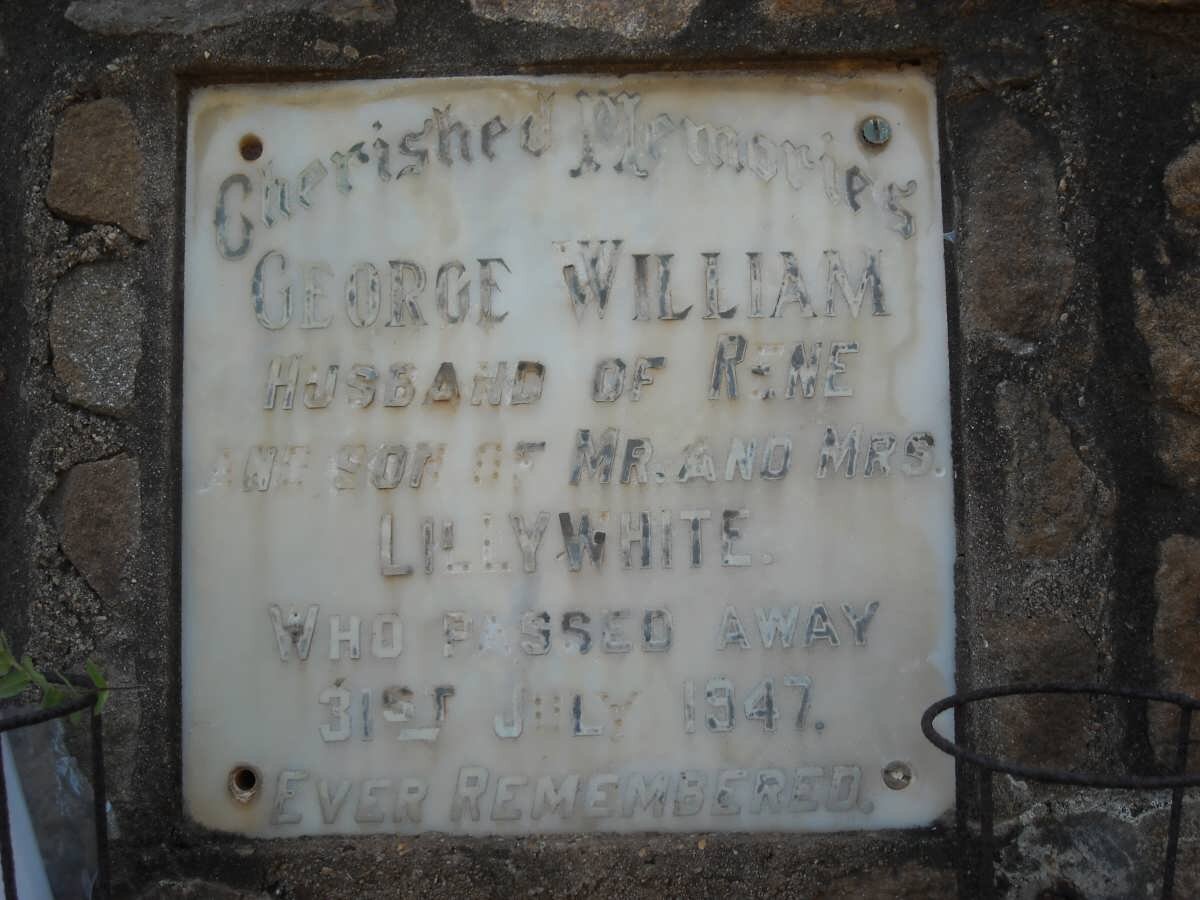 Cherished Memories
GEORGE WILLIAM
HUSBAND OF RENE
AND SON OF MR. AND MRS.
LILLYWHITE.
WHO PASSED AWAY
31ST JULY 1947.
EVER REMEMBERED.